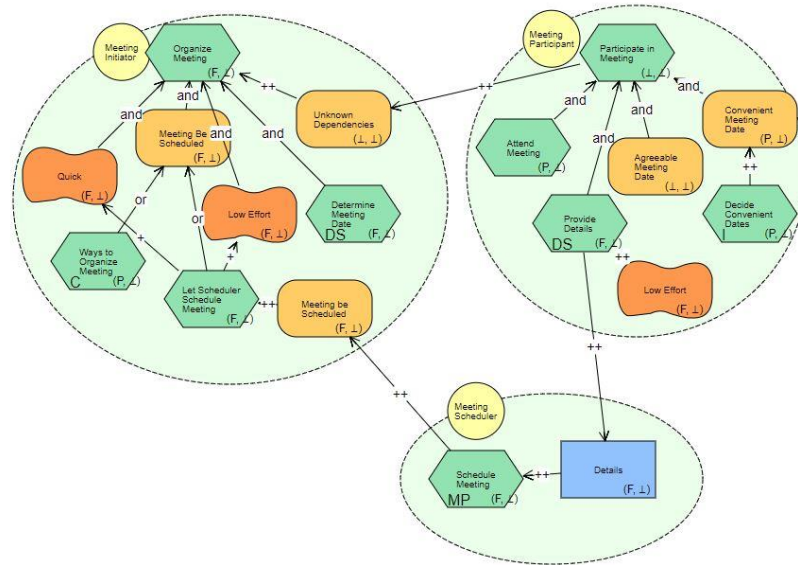 Meeting
Initiator
Organize
Meeting
(F, ⊥)
and
and
and
and
++
Unknown
Dependencies
(⊥, ⊥)
Meeting Be
Scheduled
(F, ⊥)
Quick
(F, ⊥)
or
or
+
+
Low Effort
(F, ⊥)
Determine
Meeting
Date
DS
(F, ⊥)
Ways to
Organize
Meeting
C
(P, ⊥)
Let Scheduler
Schedule
Meeting
(F, ⊥)
++
Meeting be
Scheduled
(F, ⊥)
++
Meeting
Participant
Participate in
Meeting
(⊥, ⊥)
and
and
and
and
Attend
Meeting
(P, ⊥)
Agreeable
Meeting
Date
(⊥, ⊥)
Convenient
Meeting
Date
(P, ⊥)
++
Decide
Convenient
Dates
I
(P, ⊥)
Provide
Details
DS
(F, ⊥)
++
Low Effort
(F, ⊥)
++
++
Meeting
Scheduler
Schedule
Meeting
MP
(F, ⊥)
++
Details
(F, ⊥)